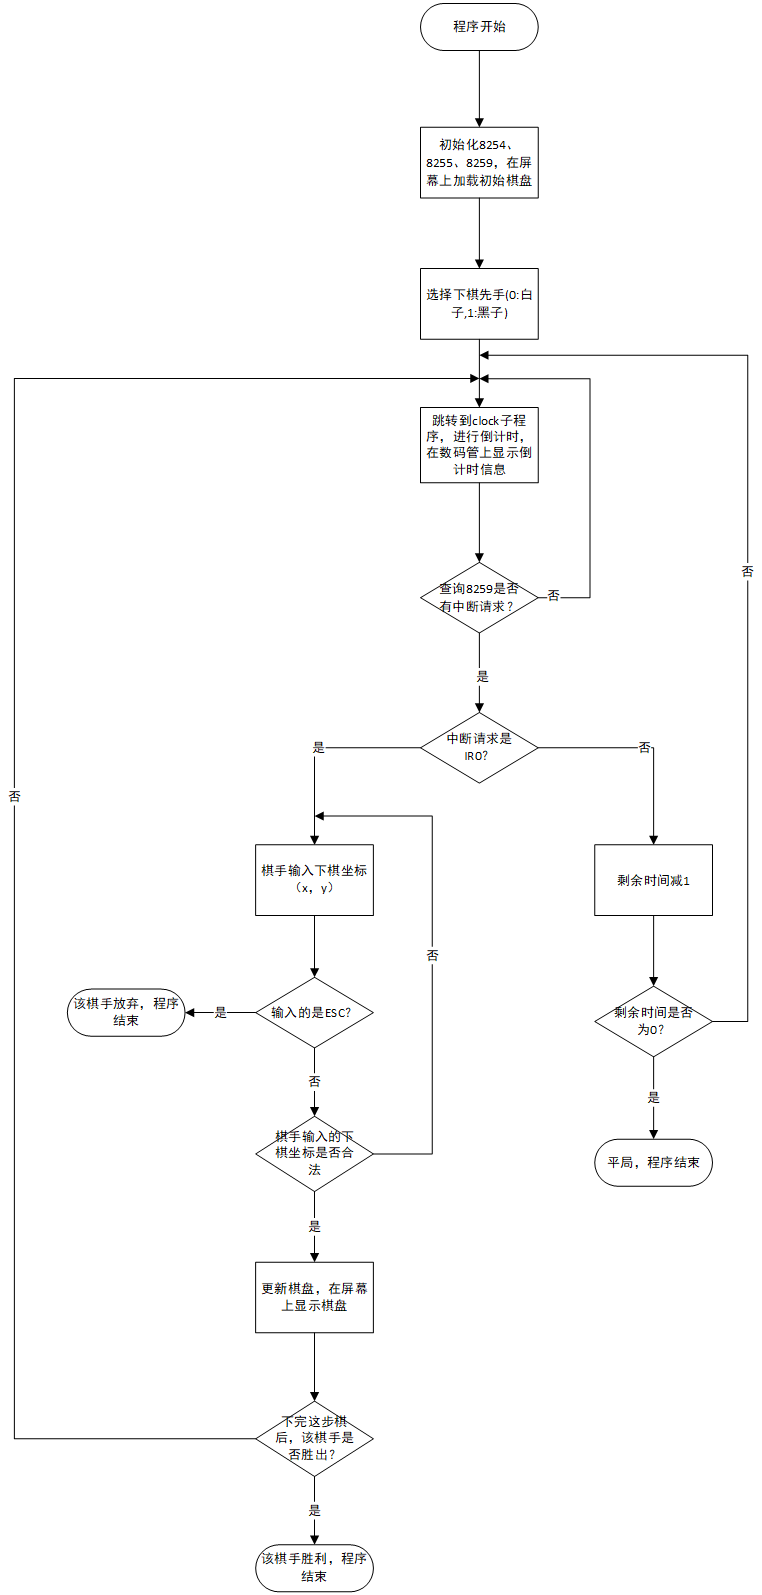 程序开始
初始化8254、
8255、8259，在屏
幕上加载初始棋盘
选择下棋先手(0:白
子,1:黑子)
跳转到clock子程
序，进行倒计时，
在数码管上显示倒
计时信息
否
查询8259是否
有中断请求？
否
是
中断请求是
IR0?
是
否
否
棋手输入下棋坐标
（x，y）
剩余时间减1
否
输入的是ESC?
是
该棋手放弃，程序
结束
剩余时间是否
为0?
否
是
棋手输入的下
棋坐标是否合
法
平局，程序结束
是
更新棋盘，在屏幕
上显示棋盘
下完这步棋
后，该棋手是
否胜出？
是
该棋手胜利，程序
结束